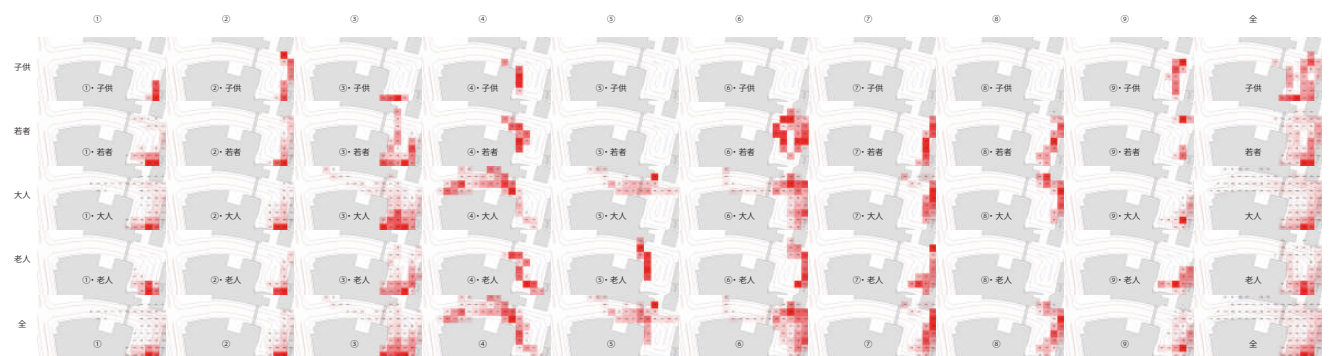 ① ② ③ ④ ⑤ ⑥ ⑦ ⑧ ⑨ 全
子供
①・子供 ②・子供 ③・子供 ④・子供 ⑤・子供 ⑥・子供 ⑦・子供 ⑧・子供 ⑨・子供 子供
若者
①・若者 ②・若者 ③・若者 ④・若者 ⑤・若者 ⑥・若者 ⑦・若者 ⑧・若者 ⑨・若者 若者
大人
①・大人 ②・大人 ③・大人 ④・大人 ⑤・大人 ⑥・大人 ⑦・大人 ⑧・大人 ⑨・大人 大人
老人
①・老人 ②・老人 ③・老人 ④・老人 ⑤・老人 ⑥・老人 ⑦・老人 ⑧・老人 ⑨・老人 老人
全
① ② ③ ④ ⑤ ⑥ ⑦ ⑧ ⑨ 全